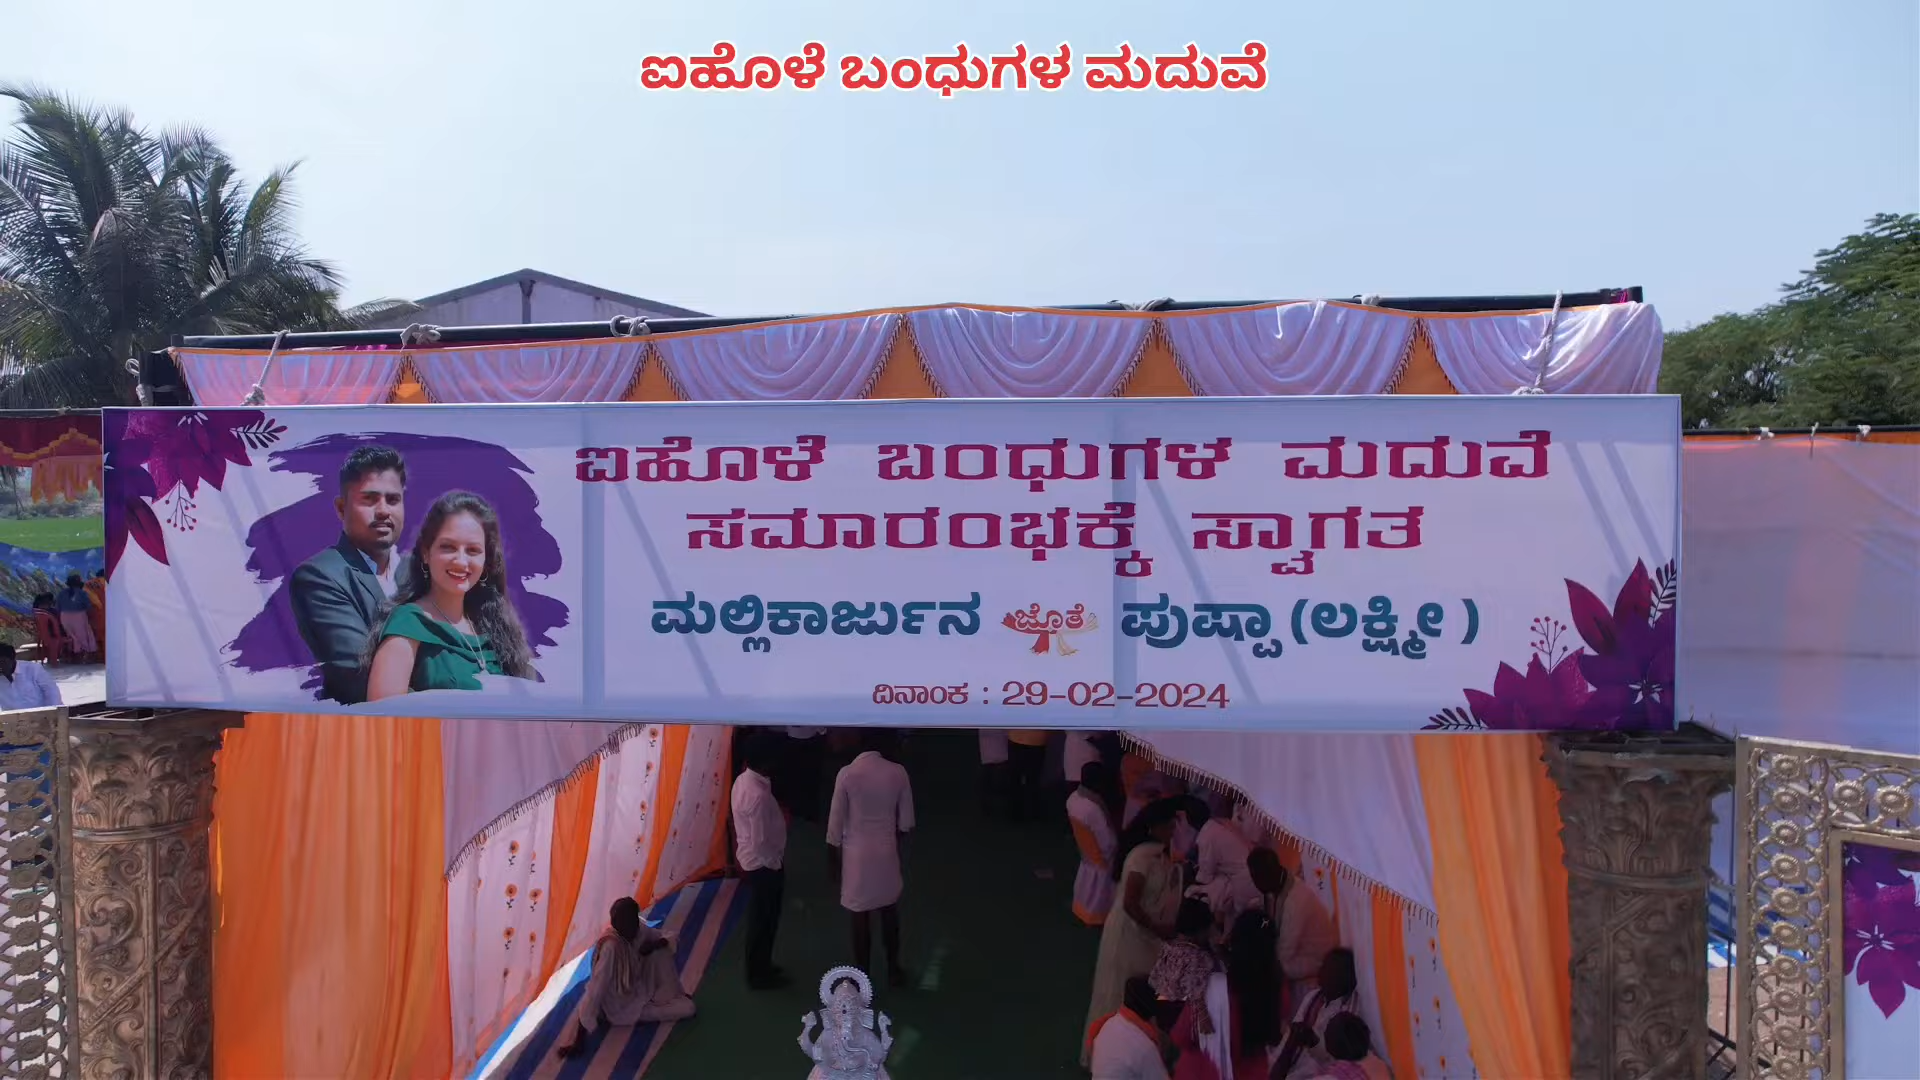 ಐಹೊಳೆ ಬಂಧುಗಳ ಮದುವೆ
ಐಹೊಳೆ ಬಂಧುಗಳ ಮದುವೆ
ಸಮಾರಂಭಕ್ಕೆ ಸ್ವಾಗತ
ಮಲ್ಲಿಕಾರ್ಜುನ ಜೊತೆ ಪುಷ್ಪಾ (ಲಕ್ಷ್ಮೀ )
ದಿನಾಂಕ : 29-02-2024